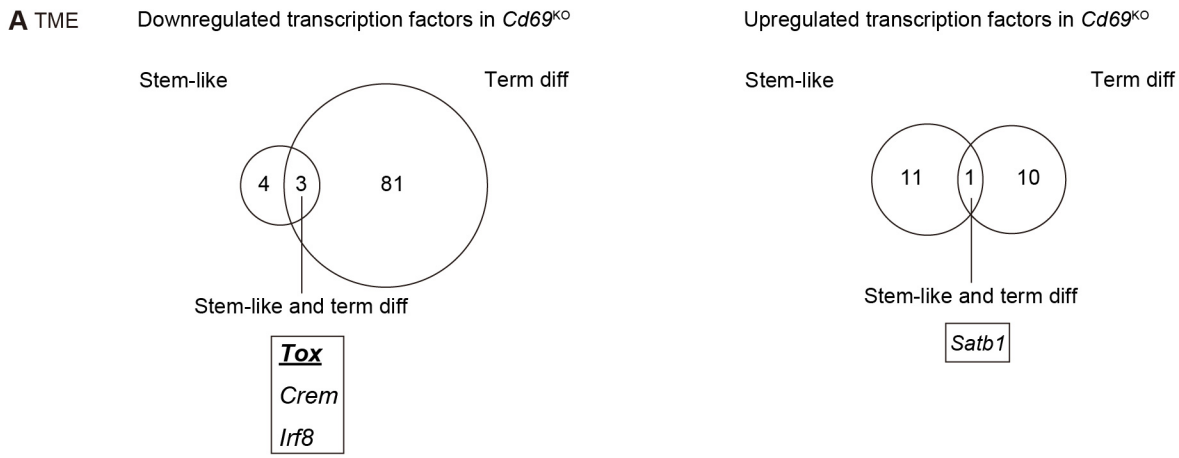 A TME
Downregulated transcription factors in Cd69KO
Stem-like
Term diff
4
3
81
Stem-like and term diff
Tox
Crem
Irf8
Upregulated transcription factors in Cd69KO
Stem-like
Term diff
11
1
10
Stem-like and term diff
Satb1